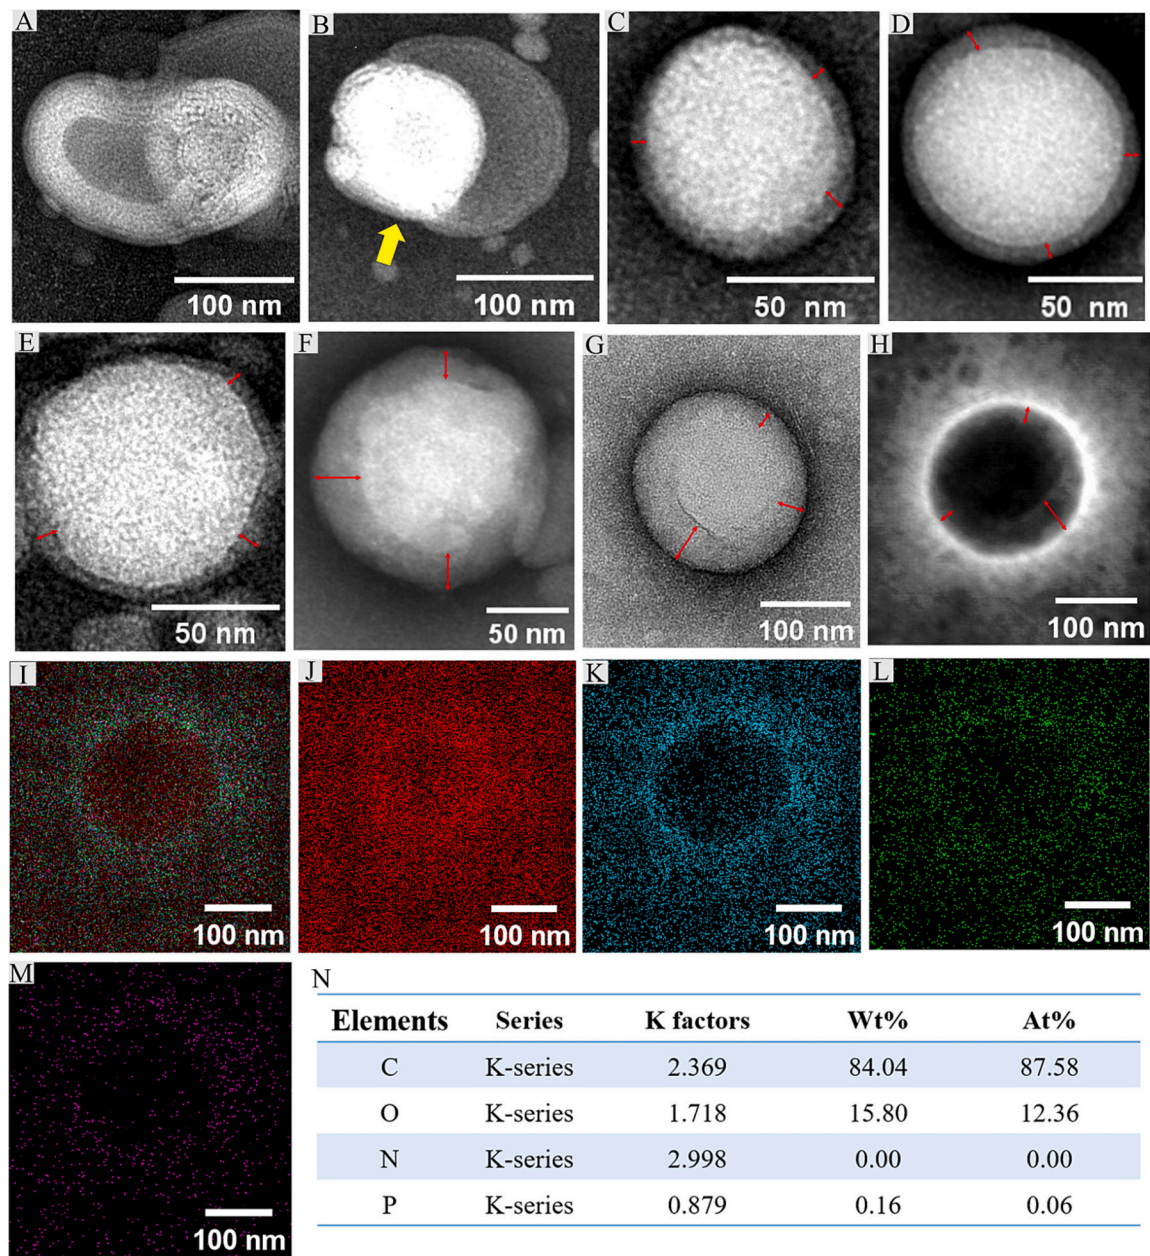 A
B
C
D
100 nm
100 nm
50 nm
50 nm
E
F
G
H
50 nm
50 nm
100 nm
100 nm
I
J
K
L
100 nm
100 nm
100 nm
100 nm
M
N
Elements Series K factors Wt% At%
C K-series 2.369 84.04 87.58
O K-series 1.718 15.80 12.36
N K-series 2.998 0.00 0.00
P K-series 0.879 0.16 0.06
100 nm